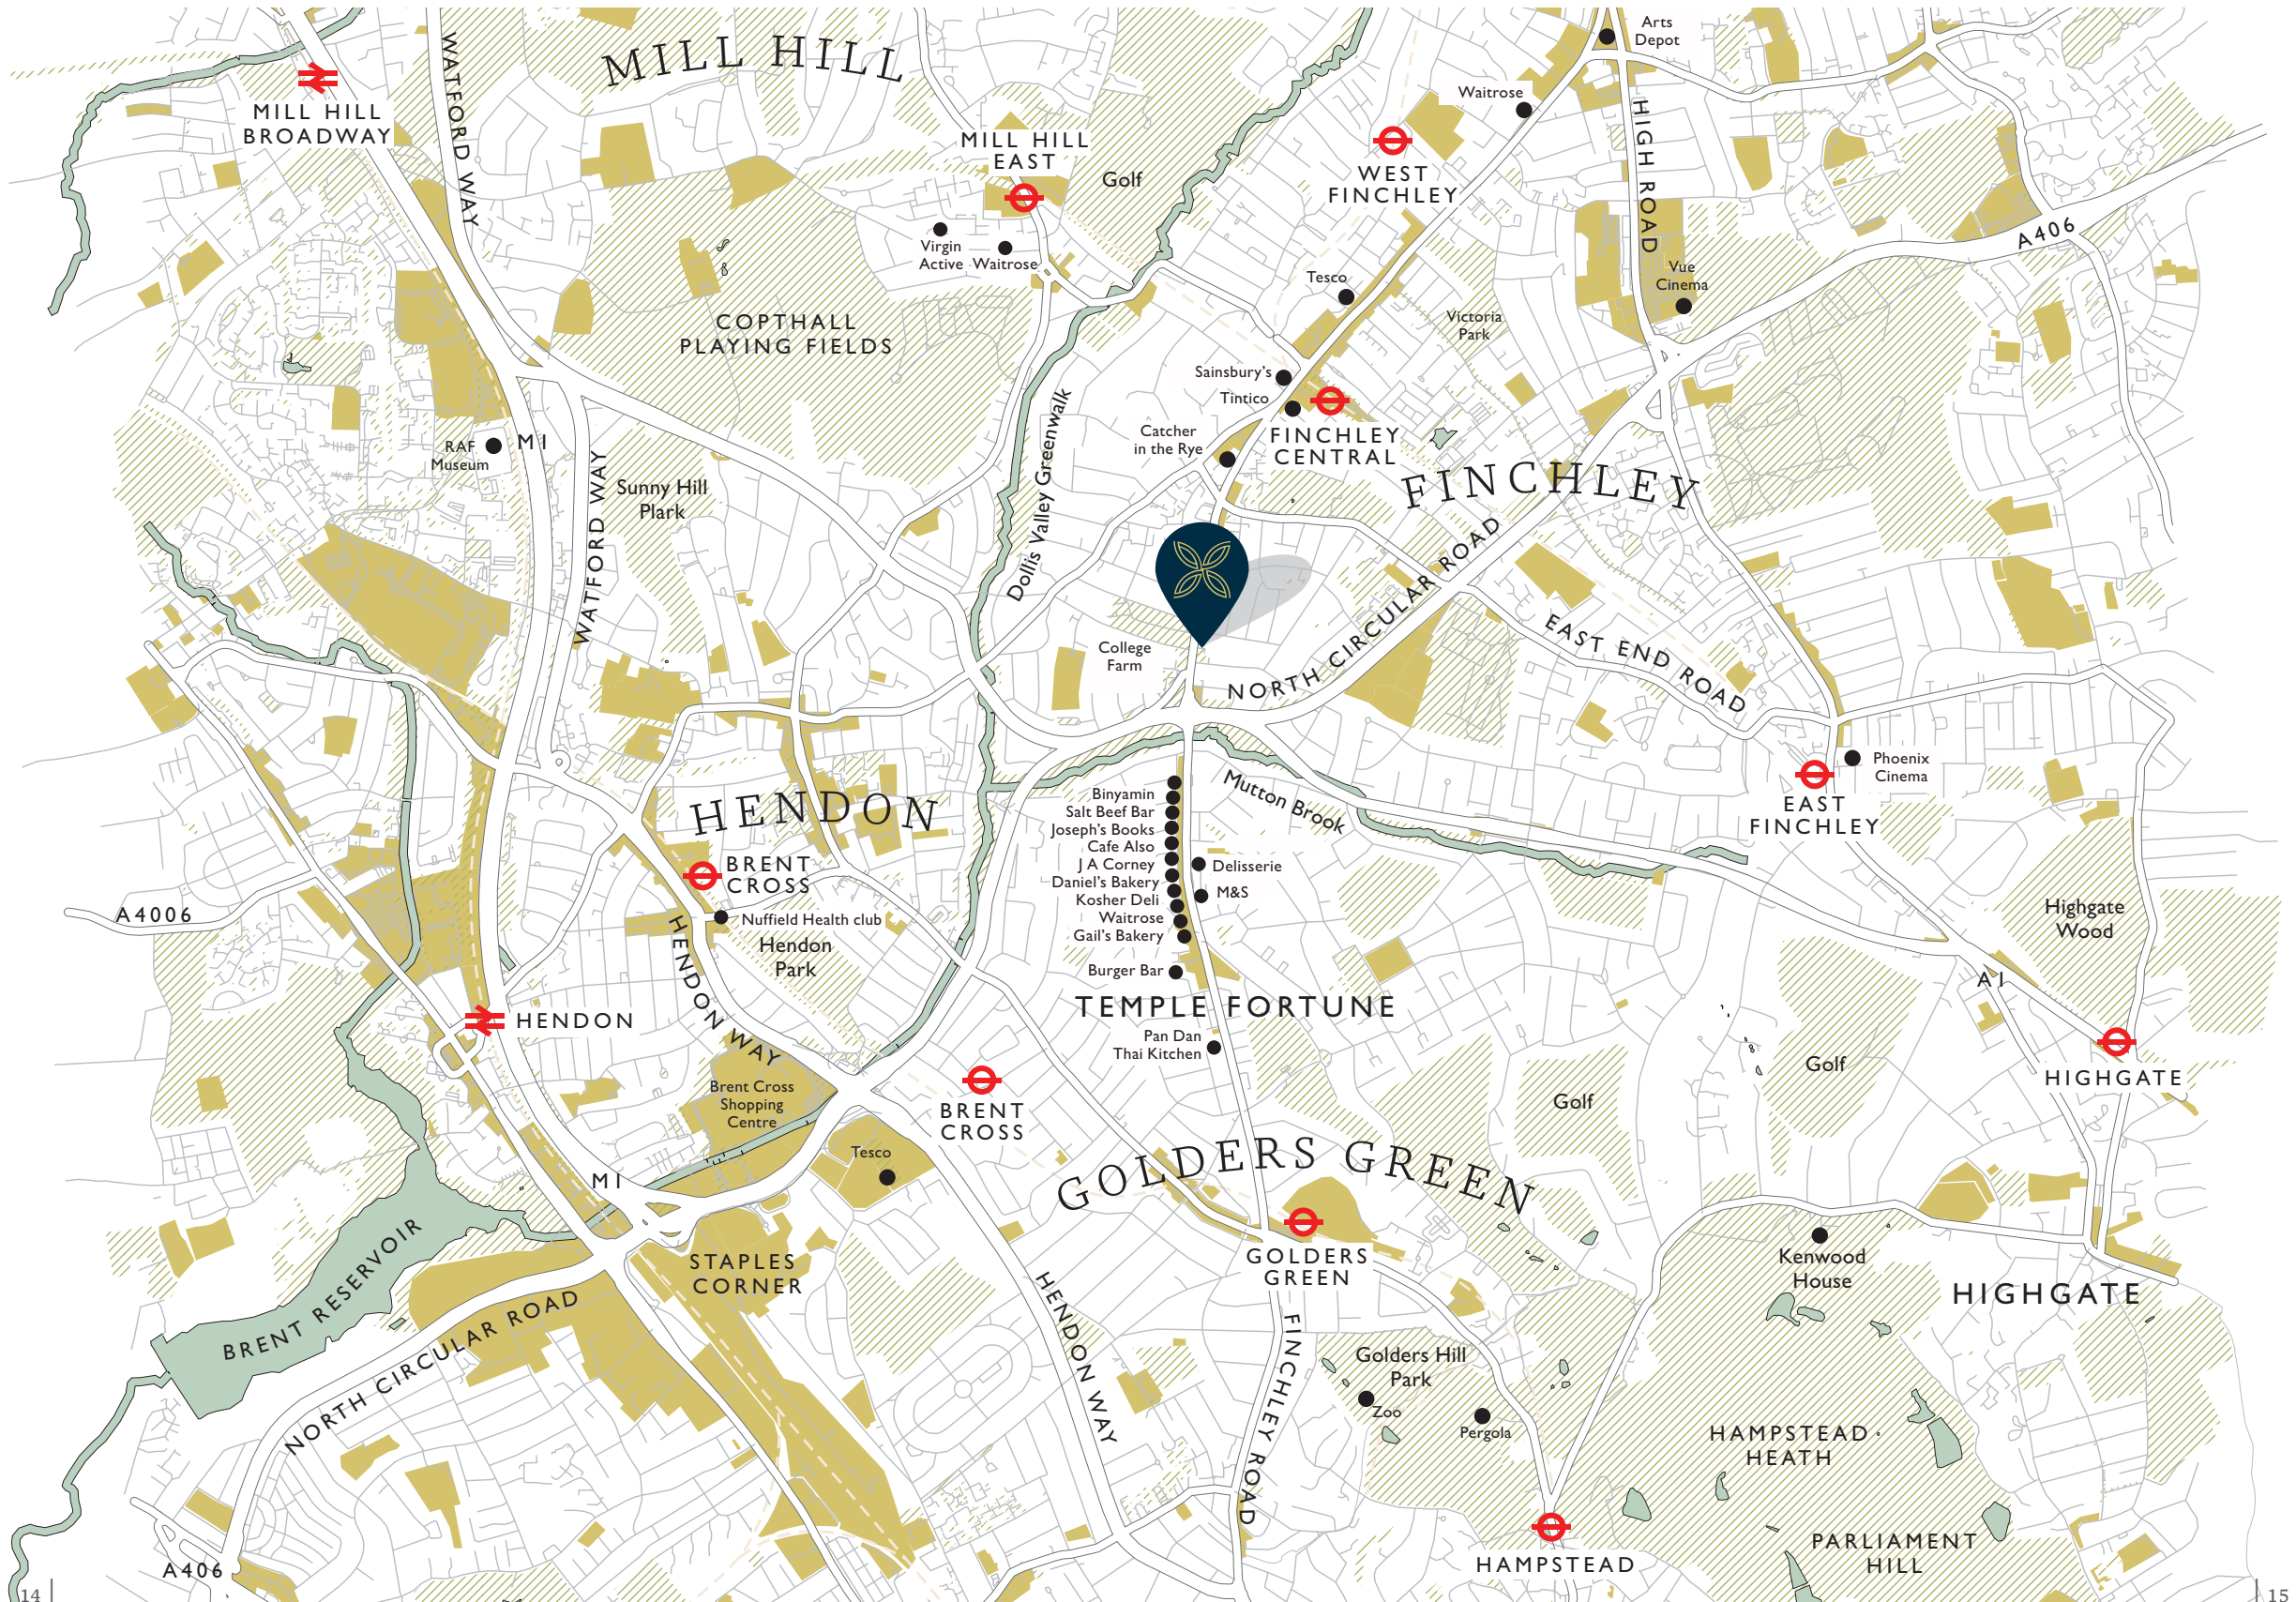 Arts
Depot
MILL HILL
WATFORD WAY
Waitrose
MILL HILL
BROADWAY
HIGH ROAD
MILL HILL
EAST
Golf
WEST
FINCHLEY
Virgin
Active
Waitrose
A406
Vue
Cinema
Tesco
COPTHALL
PLAYING FIELDS
Victoria
Park
Sainsbury's
Tintico
Dollis Valley Greenwalk
Catcher
in the Rye
FINCHLEY
CENTRAL
RAF
Museum
M1
WATFORD WAY
Sunny Hill
Plark
FINCHLEY
NORTH CIRCULAR ROAD
College
Farm
EAST END ROAD
Phoenix
Cinema
EAST
FINCHLEY
Mutton Brook
Binyamin
Salt Beef Bar
Joseph's Books
Cafe Also
J A Corney
Daniel's Bakery
Kosher Deli
Waitrose
Gail's Bakery
Burger Bar
Delisserie
M&S
HENDON
BRENT
CROSS
Nuffield Health club
Hendon
Park
HENDON WAY
A4006
Highgate
Wood
A1
TEMPLE FORTUNE
HENDON
Pan Dan
Thai Kitchen
Golf
HIGHGATE
Golf
Brent Cross
Shopping
Centre
BRENT
CROSS
Tesco
GOLDERS GREEN
M1
STAPLES
CORNER
GOLDERS
GREEN
Kenwood
House
HIGHGATE
BRENT RESERVOIR
NORTH CIRCULAR ROAD
HENDON WAY
FINCHLEY ROAD
Golders Hill
Park
Zoo
Pergola
HAMPSTEAD
HEATH
PARLIAMENT
HILL
HAMPSTEAD
A406
14
15